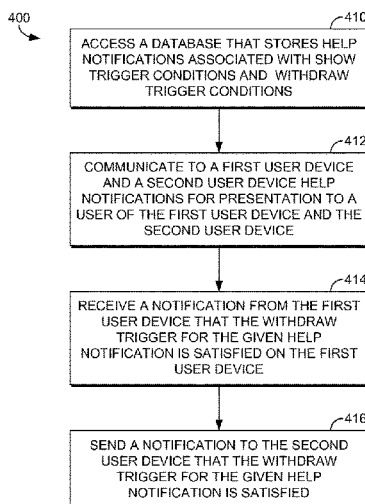 400
410
ACCESS A DATABASE THAT STORES HELP
NOTIFICATIONS ASSOCIATED WITH SHOW
TRIGGER CONDITIONS AND WITHDRAW
TRIGGER CONDITIONS
412
COMMUNICATE TO A FIRST USER DEVICE
AND A SECOND USER DEVICE HELP
NOTIFICATIONS FOR PRESENTATION TO A
USER OF THE FIRST USER DEVICE AND THE
SECOND USER DEVICE
414
RECEIVE A NOTIFICATION FROM THE FIRST
USER DEVICE THAT THE WITHDRAW
TRIGGER FOR THE GIVEN HELP
NOTIFICATION IS SATISFIED ON THE FIRST
USER DEVICE
416
SEND A NOTIFICATION TO THE SECOND
USER DEVICE THAT THE WITHDRAW
TRIGGER FOR THE GIVEN HELP
NOTIFICATION IS SATISFIED